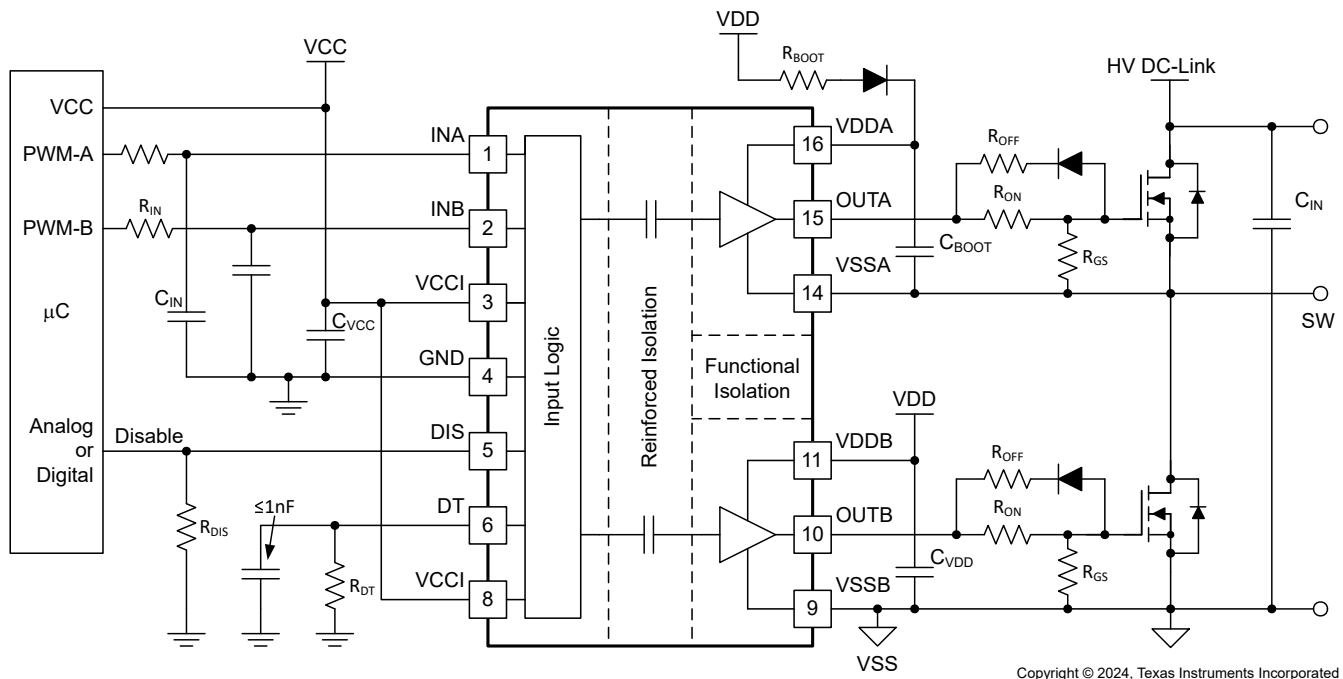 VCC
VCC
PWM-A
PWM-B
RIN
CIN
μC
Analog
or
Digital
Disable
RDIS
≤1nF
RDT
CVCC
INA
1
INB
2
VCCI
3
GND
4
DIS
5
DT
6
VCCI
8
Input Logic
Reinforced Isolation
Functional
Isolation
VDD
RBOOT
VDDA
16
OUTA
15
VSSA
14
CBOOT
ROFF
RON
RGS
HV DC-Link
CIN
SW
VDD
VDDB
11
OUTB
10
VSSB
9
CVDD
ROFF
RON
RGS
VSS
Copyright © 2024, Texas Instruments Incorporated